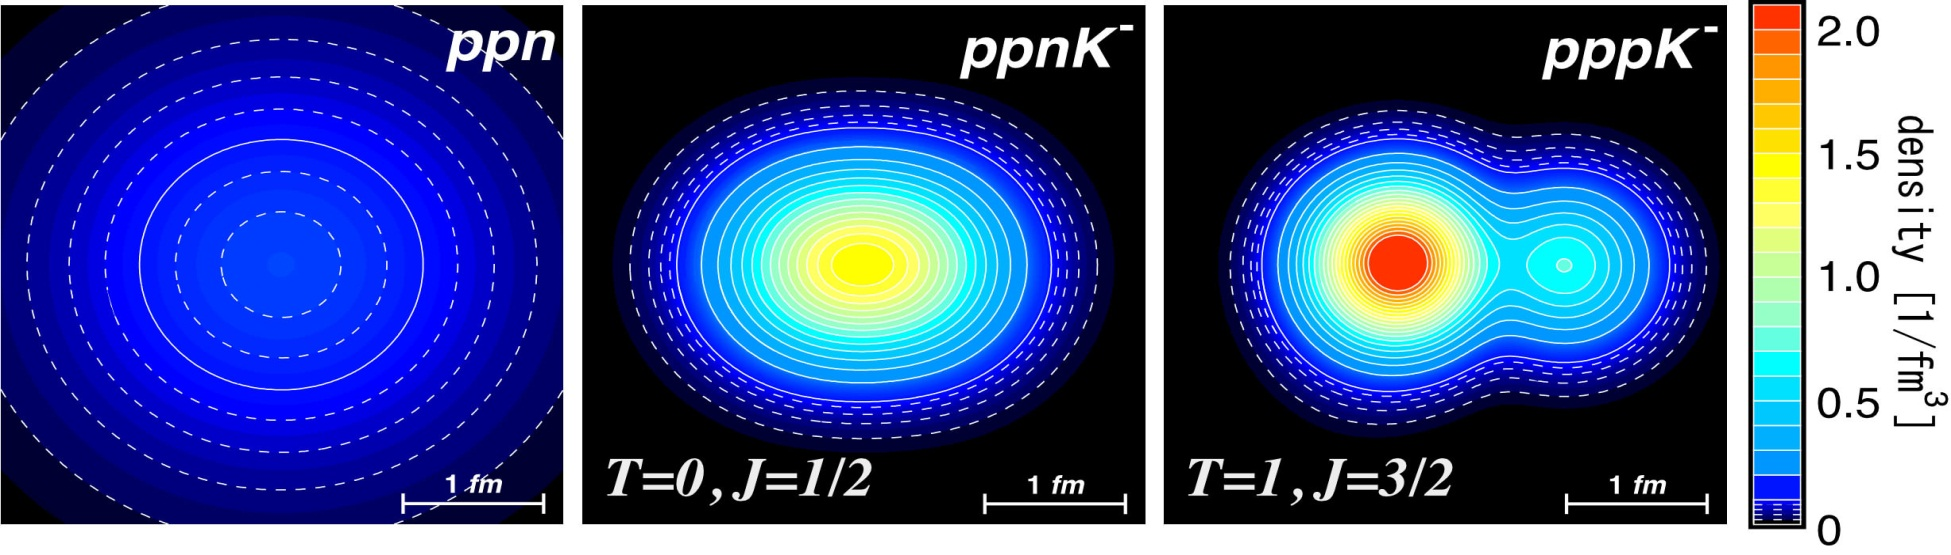 ppn
1 fm
ppnK⁻
T=0, J=1/2
1 fm
pppK⁻
T=1, J=3/2
1 fm
2.0
1.5
1.0
0.5
0
density [1/fm³]